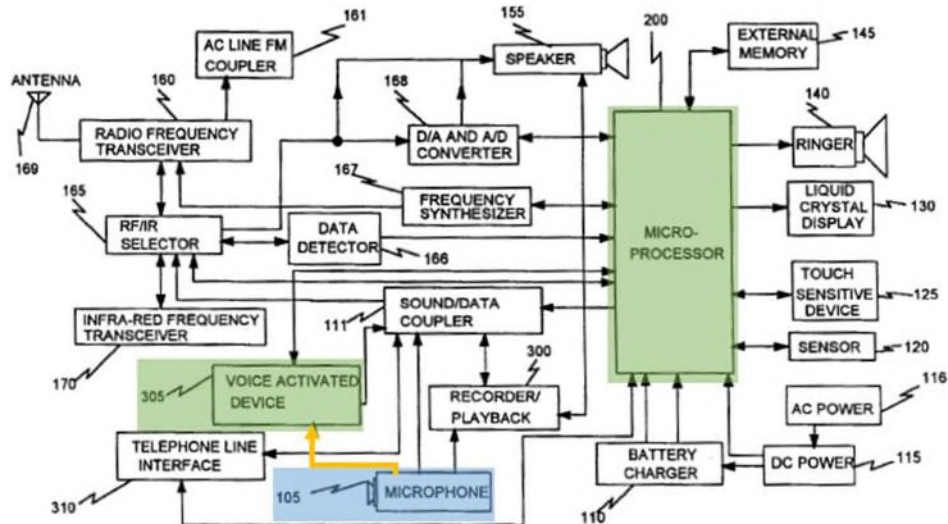 161
155
200
AC LINE FM
COUPLER
SPEAKER
EXTERNAL
MEMORY
145
ANTENNA
160
168
140
RADIO FREQUENCY
TRANSCEIVER
D/A AND A/D
CONVERTER
RINGER
169
167
165
FREQUENCY
SYNTHESIZER
LIQUID
CRYSTAL
DISPLAY
130
RF/IR
SELECTOR
DATA
DETECTOR
166
MICRO-
PROCESSOR
TOUCH
SENSITIVE
DEVICE
125
SOUND/DATA
COUPLER
111
INFRA-RED FREQUENCY
TRANSCEIVER
170
300
SENSOR
120
305
VOICE ACTIVATED
DEVICE
RECORDER/
PLAYBACK
116
AC POWER
TELEPHONE LINE
INTERFACE
310
105
MICROPHONE
BATTERY
CHARGER
110
DC POWER
115